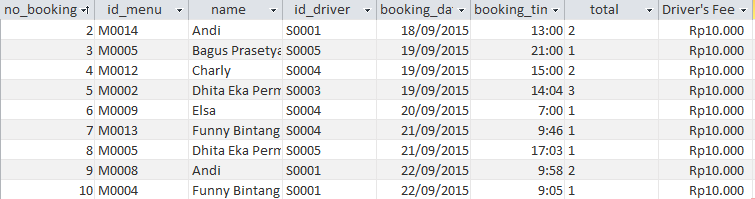 no_booking id_menu name id_driver booking_da booking_tin total Driver's Fee
2 M0014 Andi S0001 18/09/2015 13:00 2 Rp10.000
3 M0005 Bagus Prasetya S0005 19/09/2015 21:00 1 Rp10.000
4 M0012 Charly S0004 19/09/2015 15:00 2 Rp10.000
5 M0002 Dhita Eka Perm S0003 19/09/2015 14:04 3 Rp10.000
6 M0009 Elsa S0004 20/09/2015 7:00 1 Rp10.000
7 M0013 Funny Bintang S0004 21/09/2015 9:46 1 Rp10.000
8 M0005 Dhita Eka Perm S0005 21/09/2015 17:03 1 Rp10.000
9 M0008 Andi S0001 22/09/2015 9:58 2 Rp10.000
10 M0004 Funny Bintang S0001 22/09/2015 9:05 1 Rp10.000